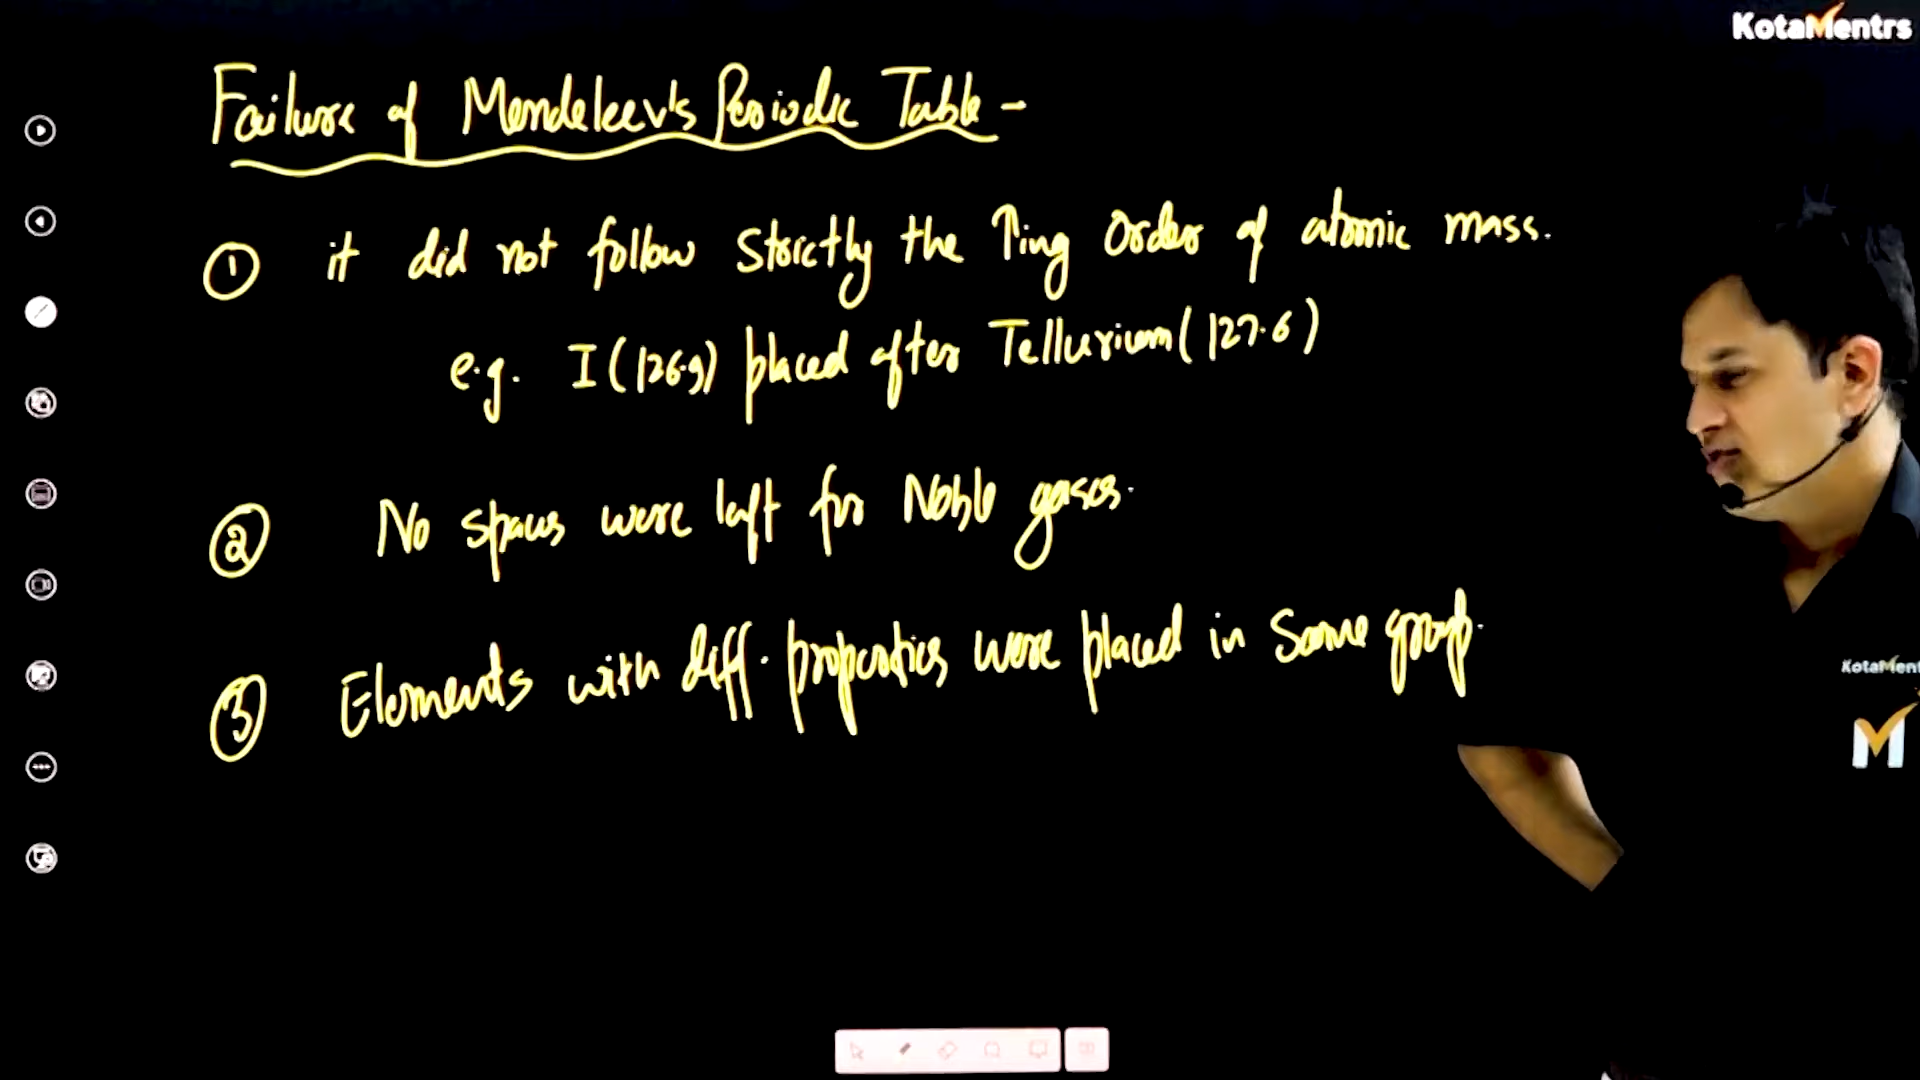 KotaMentrs
Failure of Mendeleev's Periodic Table -
① it did not follow strictly the ↑ing order of atomic mass.
e.g. I (126.9) placed after Tellurium (127.6)
② No spaces were left for Noble gases.
③ Elements with diff. properties were placed in same group.
KotaMent
M